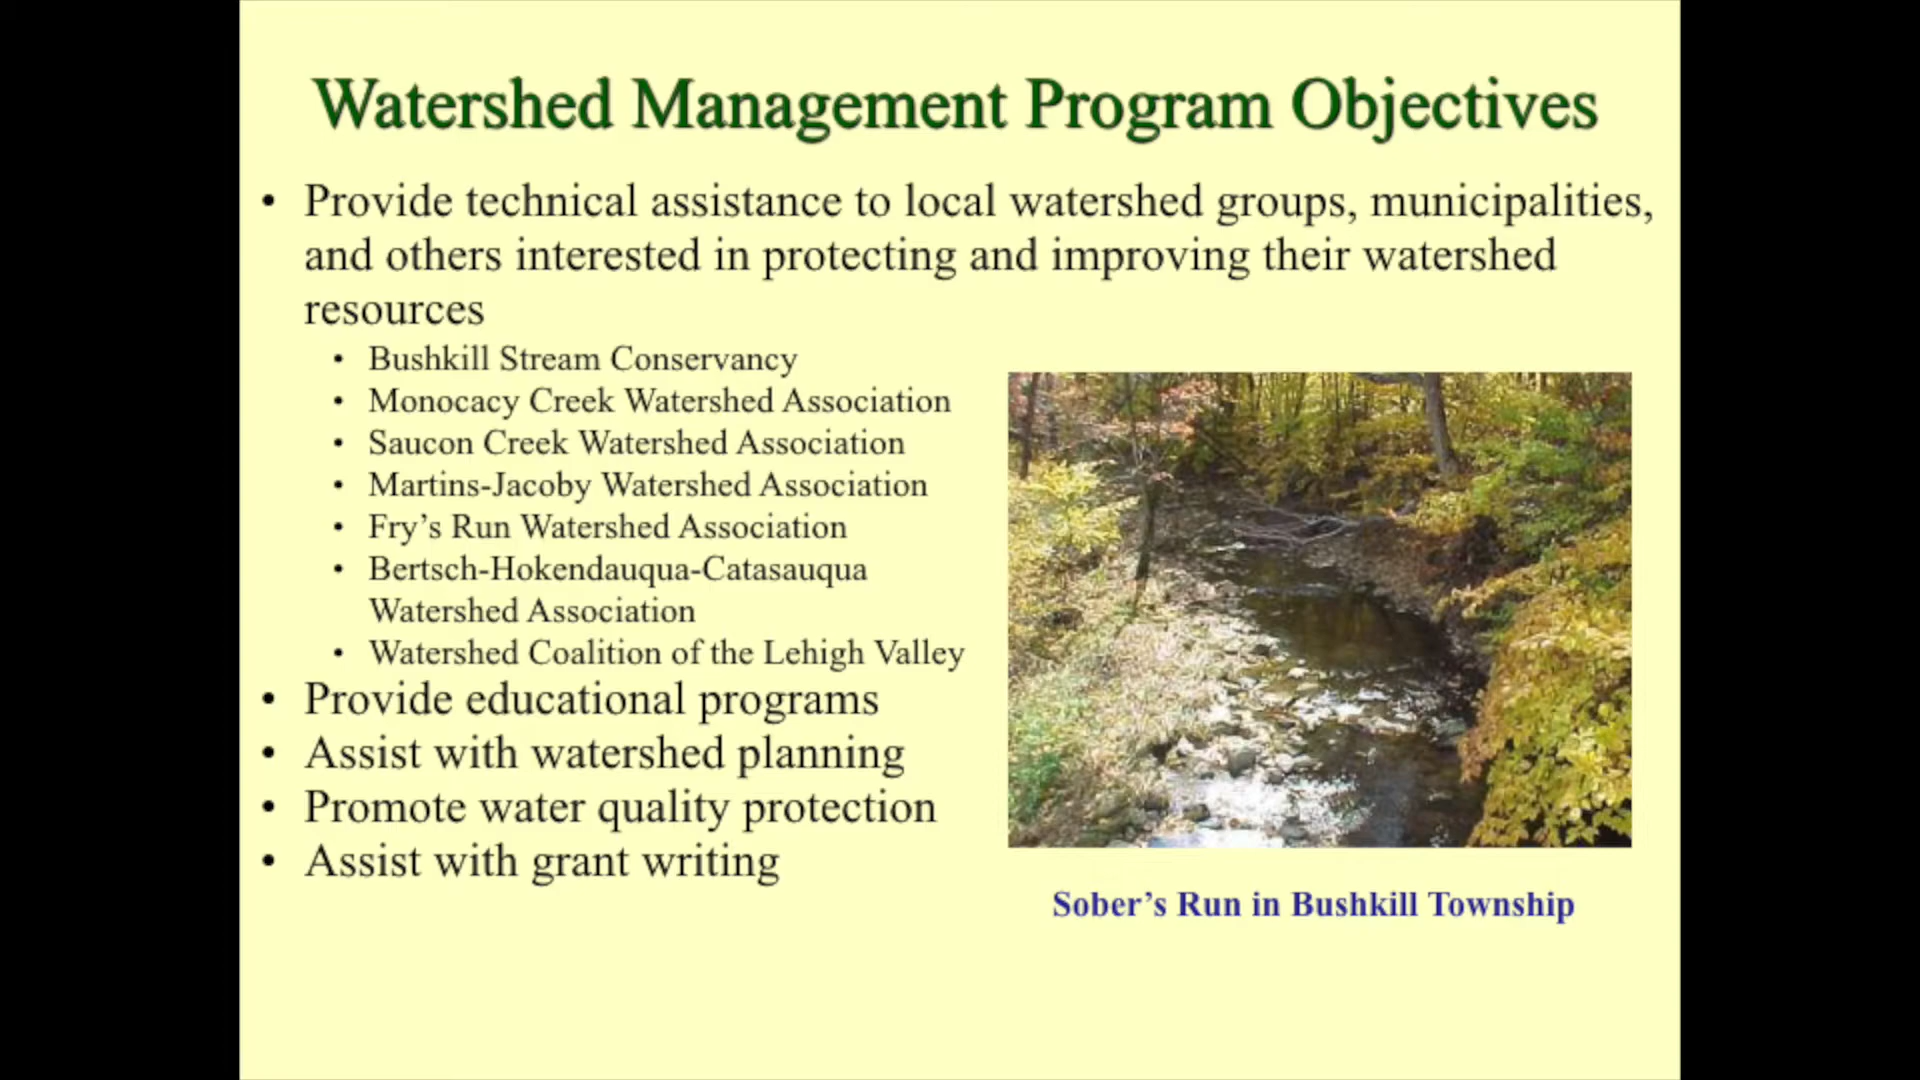 Watershed Management Program Objectives
• Provide technical assistance to local watershed groups, municipalities,
and others interested in protecting and improving their watershed
resources
• Bushkill Stream Conservancy
• Monocacy Creek Watershed Association
• Saucon Creek Watershed Association
• Martins-Jacoby Watershed Association
• Fry’s Run Watershed Association
• Bertsch-Hokendauqua-Catasauqua
Watershed Association
• Watershed Coalition of the Lehigh Valley
• Provide educational programs
• Assist with watershed planning
• Promote water quality protection
• Assist with grant writing
Sober’s Run in Bushkill Township